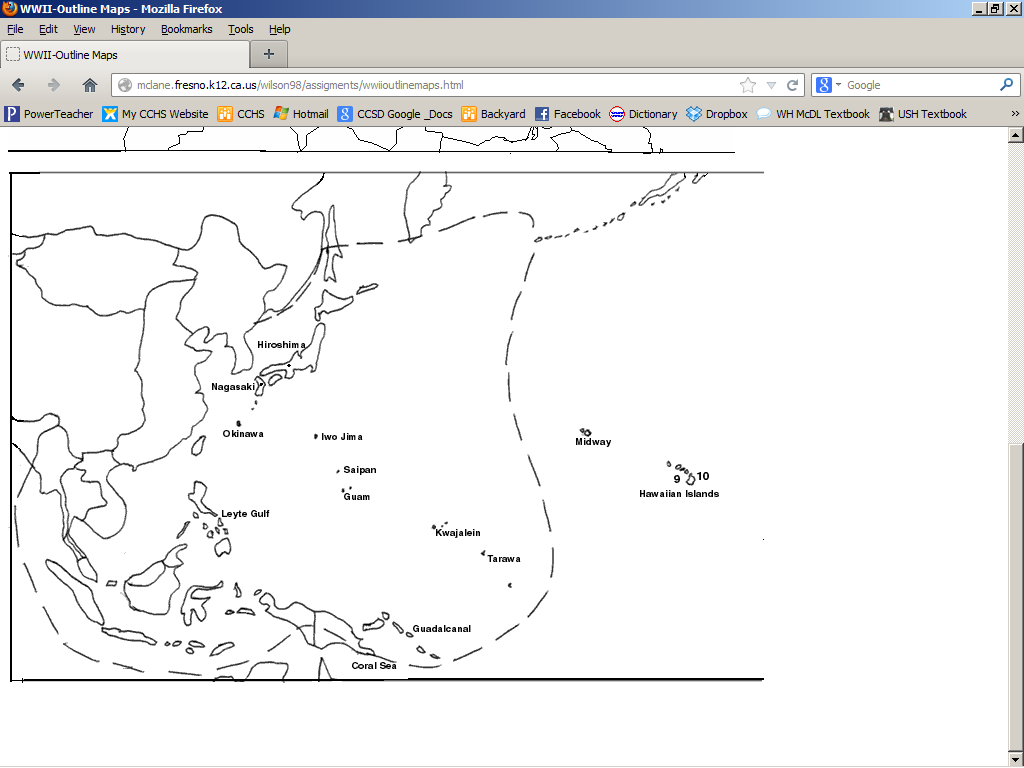 WWII-Outline Maps - Mozilla Firefox
File Edit View History Bookmarks Tools Help
WWII-Outline Maps +
mclane.fresno.k12.ca.us/wilson98/assigments/wwiioutlinemaps.html 8 Google
P PowerTeacher My CCHS Website CCHS Hotmail 8 CCSD Google _Docs Backyard f Facebook Dictionary Dropbox WH McDL Textbook USH Textbook »
Hiroshima
Nagasaki
Okinawa
Iwo Jima
Midway
Saipan
9 10
Guam
Hawaiian Islands
Leyte Gulf
Kwajalein
Tarawa
Guadalcanal
Coral Sea